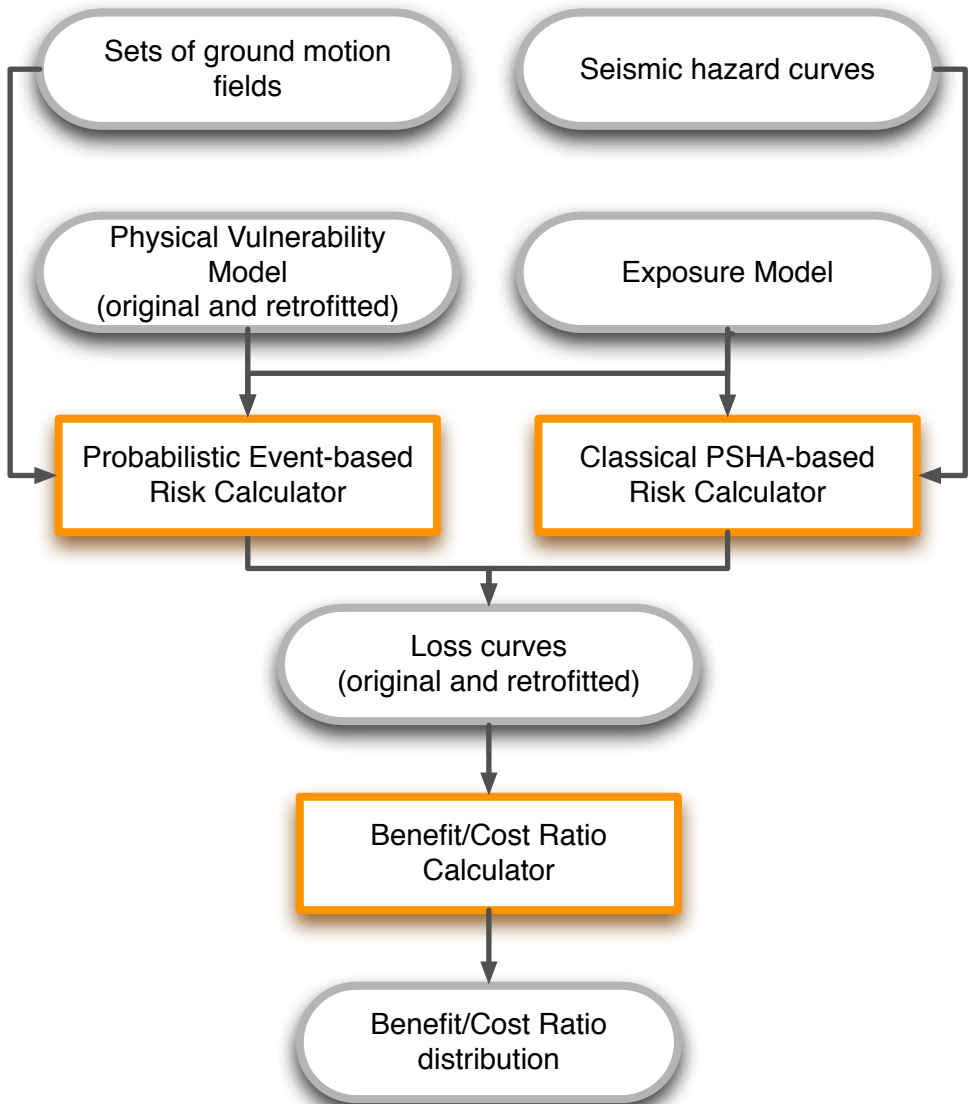 Sets of ground motion
fields
Seismic hazard curves
Physical Vulnerability
Model
(original and retrofitted)
Exposure Model
Probabilistic Event-based
Risk Calculator
Classical PSHA-based
Risk Calculator
Loss curves
(original and retrofitted)
Benefit/Cost Ratio
Calculator
Benefit/Cost Ratio
distribution